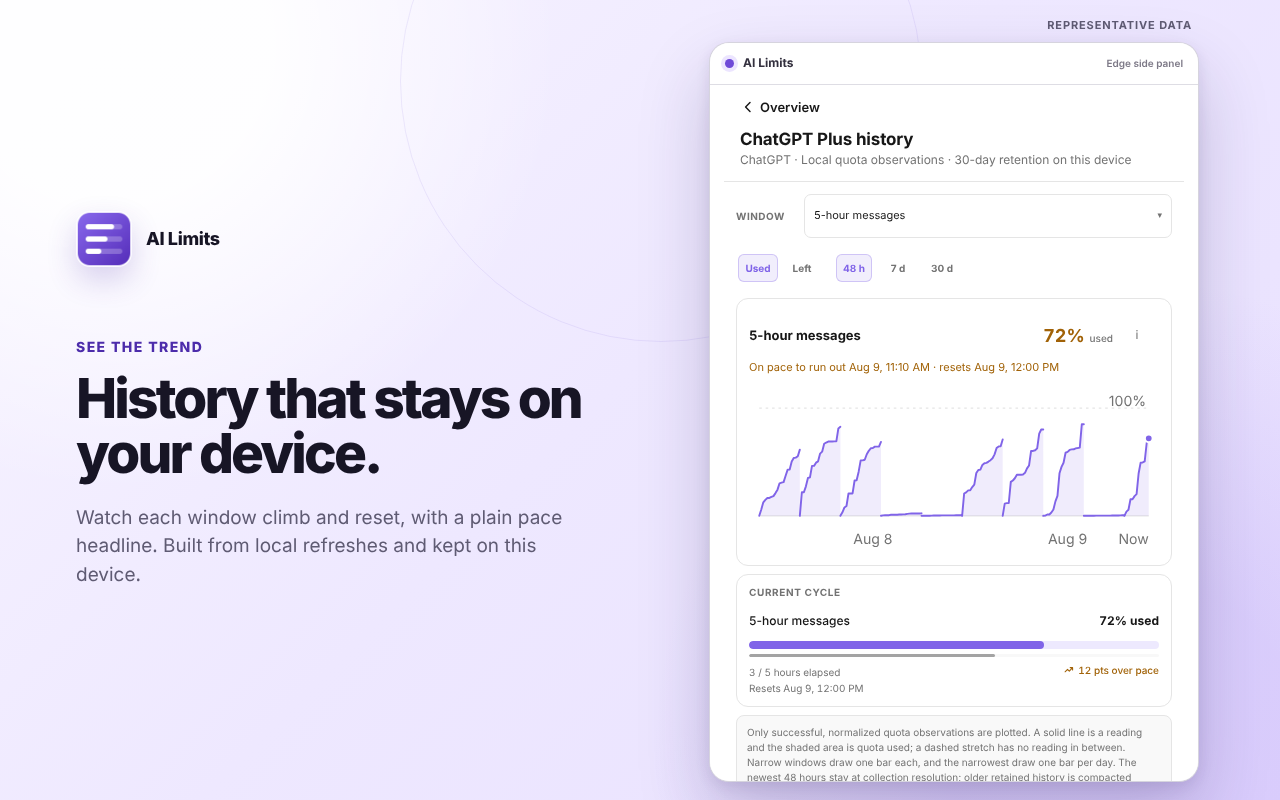 REPRESENTATIVE DATA
AI Limits
SEE THE TREND
History that stays on
your device.
Watch each window climb and reset, with a plain pace
headline. Built from local refreshes and kept on this
device.
AI Limits
Edge side panel
Overview
ChatGPT Plus history
ChatGPT · Local quota observations · 30-day retention on this device
WINDOW
5-hour messages
Used Left 48 h 7 d 30 d
5-hour messages
72% used i
On pace to run out Aug 9, 11:10 AM · resets Aug 9, 12:00 PM
100%
Aug 8 Aug 9 Now
CURRENT CYCLE
5-hour messages 72% used
3 / 5 hours elapsed 12 pts over pace
Resets Aug 9, 12:00 PM
Only successful, normalized quota observations are plotted. A solid line is a reading
and the shaded area is quota used; a dashed stretch has no reading in between.
Narrow windows draw one bar each, and the narrowest draw one bar per day. The
newest 48 hours stay at collection resolution; older retained history is compacted